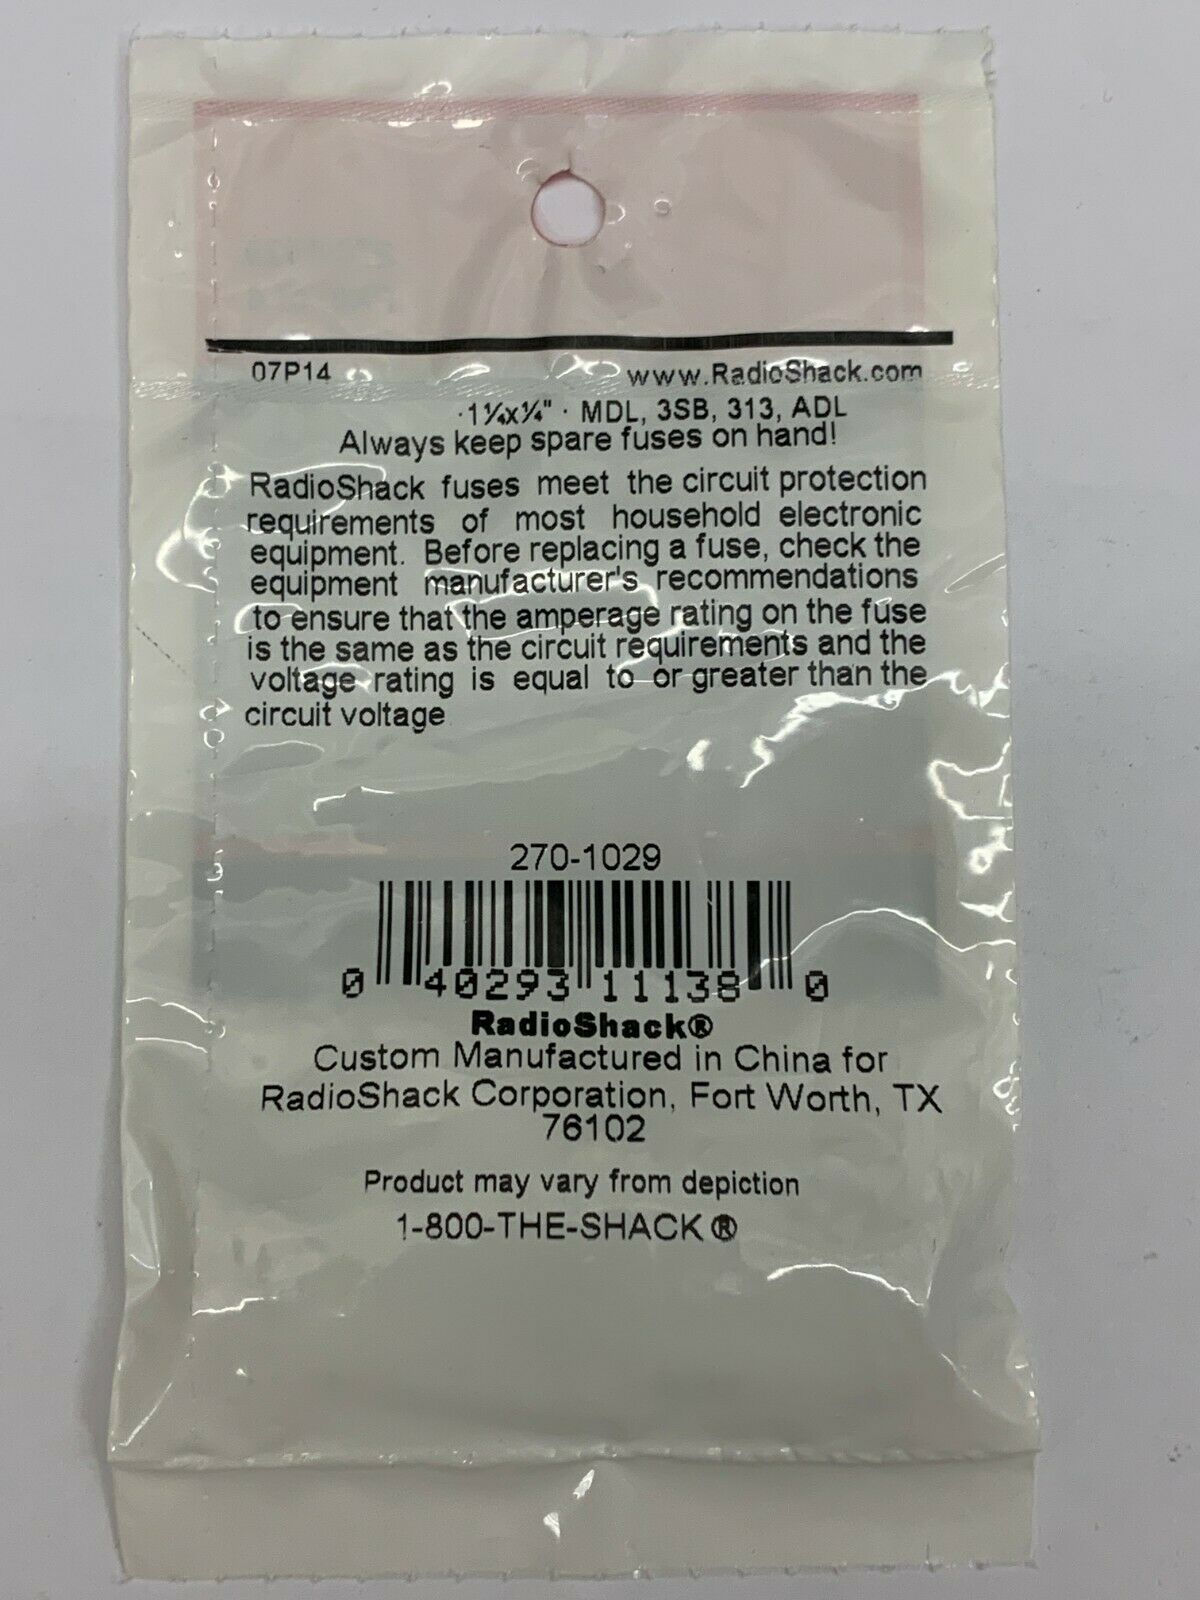 07P14 www.RadioShack.com
·1¼x¼" · MDL, 3SB, 313, ADL
Always keep spare fuses on hand!
RadioShack fuses meet the circuit protection
requirements of most household electronic
equipment. Before replacing a fuse, check the
equipment manufacturer's recommendations
to ensure that the amperage rating on the fuse
is the same as the circuit requirements and the
voltage rating is equal to or greater than the
circuit voltage
270-1029
0 40293 11138 0
RadioShack®
Custom Manufactured in China for
RadioShack Corporation, Fort Worth, TX
76102
Product may vary from depiction
1-800-THE-SHACK ®